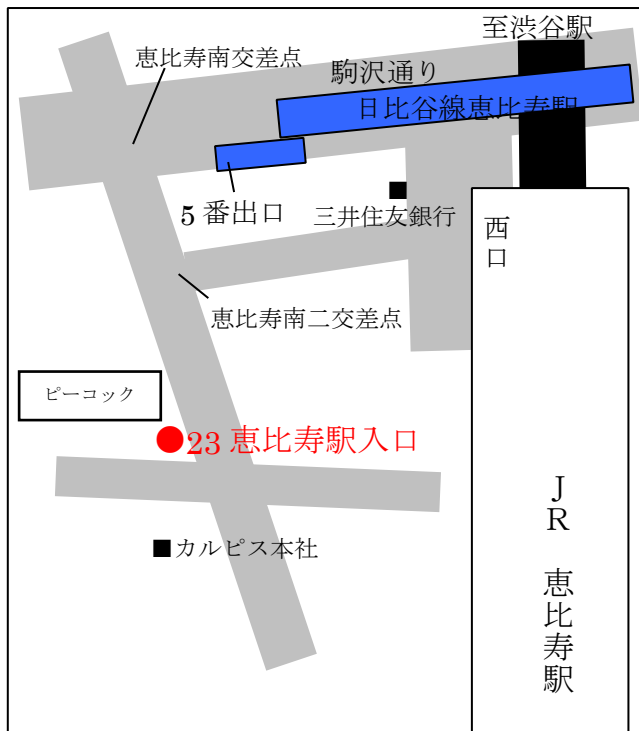 至渋谷駅
恵比寿南交差点
駒沢通り
日比谷線恵比寿駅
5番出口
三井住友銀行
西口
恵比寿南二交差点
ピーコック
23恵比寿駅入口
JR 恵比寿駅
カルピス本社